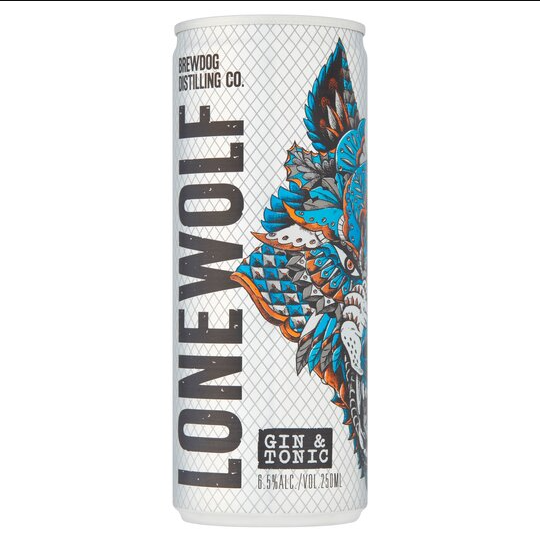 BREWDOG
DISTILLING CO.
LONEWOLF
GIN &
TONIC
6.5%ALC./VOL.250ML